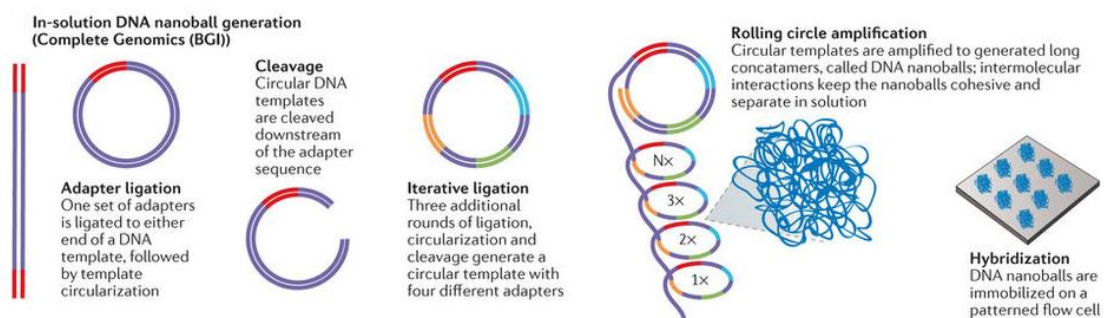 In-solution DNA nanoball generation
(Complete Genomics (BGI))
Adapter ligation
One set of adapters
is ligated to either
end of a DNA
template, followed
by template
circularization
Cleavage
Circular DNA
templates
are cleaved
downstream
of the adapter
sequence
Iterative ligation
Three additional
rounds of ligation,
circularization and
cleavage generate a
circular template with
four different adapters
Rolling circle amplification
Circular templates are amplified to generated long
concatamers, called DNA nanoballs; intermolecular
interactions keep the nanoballs cohesive and
separate in solution
N×
3×
2×
1×
Hybridization
DNA nanoballs are
immobilized on a
patterned flow cell